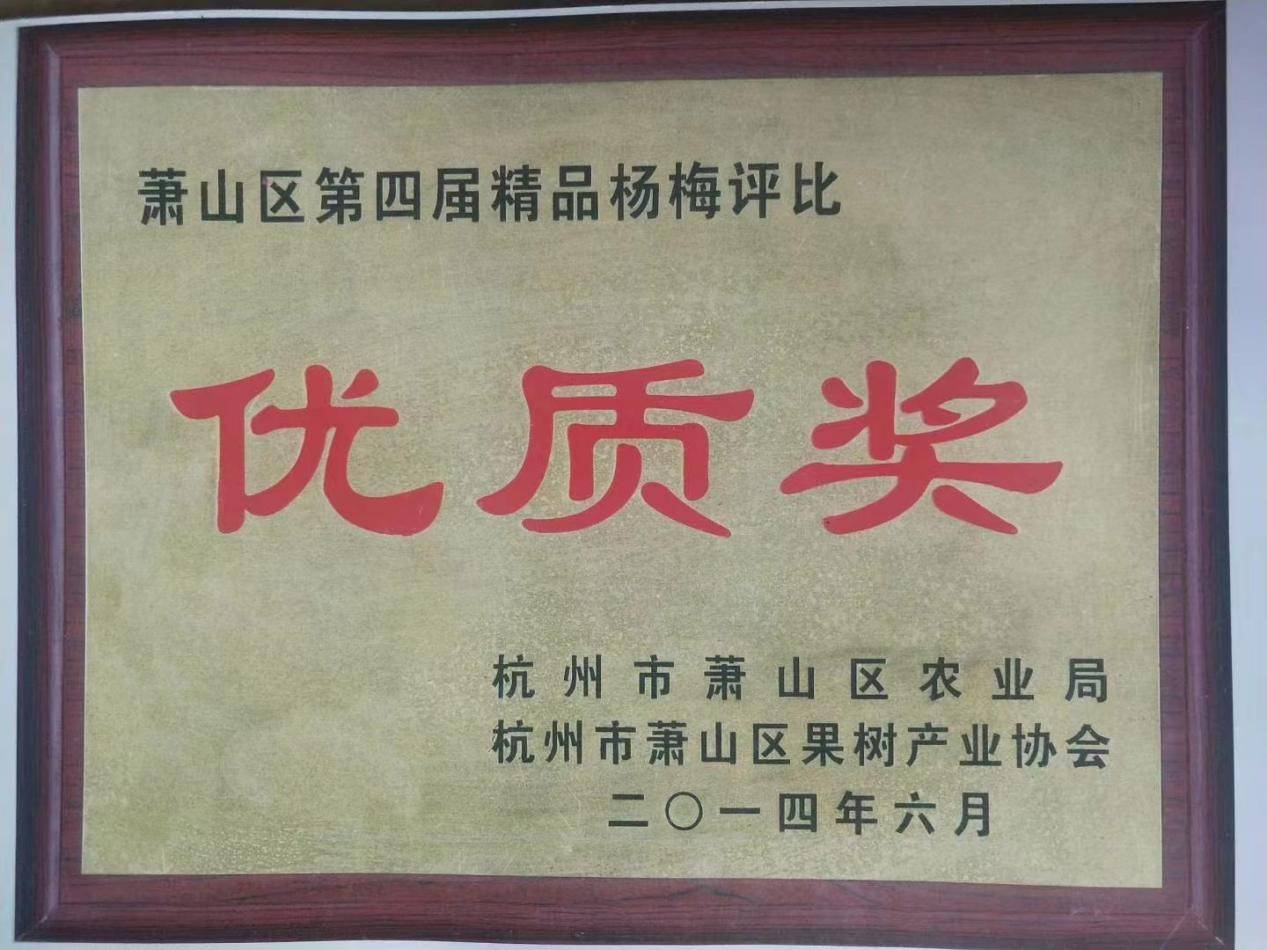 萧山区第四届精品杨梅评比
优质奖
杭州市萧山区农业局
杭州市萧山区果树产业协会
二〇一四年六月